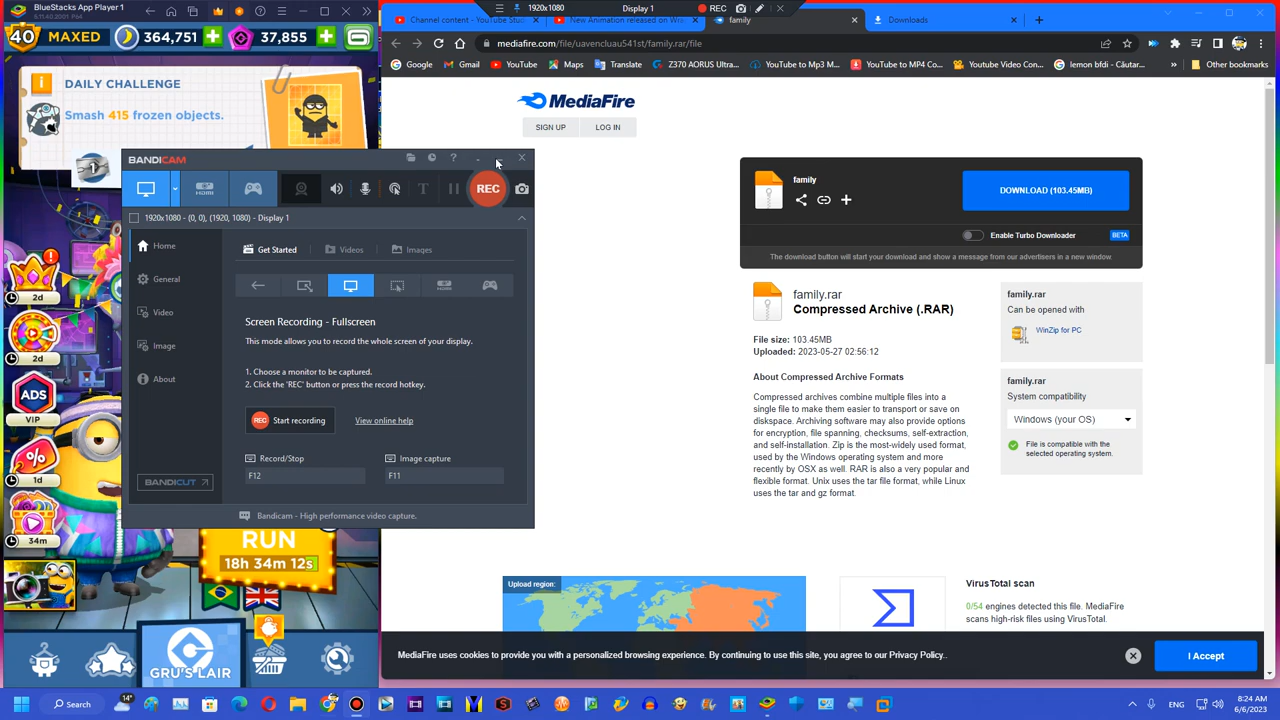 BlueStacks App Player 1
5.11.42.2001 P64
40 MAXED
364,751
37,855
DAILY CHALLENGE
Smash 415 frozen objects.
2d
2d
ADS
VIP
1d
34m
RUN
18h 34m 12s
GRU'S LAIR
BANDICAM
HDMI
REC
1920x1080 - (0, 0), (1920, 1080) - Display 1
Home
General
Video
Image
About
BANDICUT
Get Started
Videos
Images
HDMI
Screen Recording - Fullscreen
This mode allows you to record the whole screen of your display.
1. Choose a monitor to be captured.
2. Click the 'REC' button or press the record hotkey.
REC Start recording
View online help
Record/Stop
Image capture
F12
F11
Bandicam - High performance video capture.
1920x1080
Display 1
REC
Channel content - YouTube Stud
New Animation released on Wra
family
Downloads
mediafire.com/file/uavencluau541st/family.rar/file
Google
Gmail
YouTube
Maps
Translate
Z370 AORUS Ultra...
YouTube to Mp3 M...
YouTube to MP4 Co...
Youtube Video Con...
lemon bfdi - Căutar...
Other bookmarks
MediaFire
SIGN UP
LOG IN
family
DOWNLOAD (103.45MB)
Enable Turbo Downloader
BETA
The download button will start your download and show a message from our advertisers in a new window.
family.rar
Compressed Archive (.RAR)
File size: 103.45MB
Uploaded: 2023-05-27 02:56:12
About Compressed Archive Formats
Compressed archives combine multiple files into a
single file to make them easier to transport or save on
diskspace. Archiving software may also provide options
for encryption, file spanning, checksums, self-extraction,
and self-installation. Zip is the most-widely used format,
used by the Windows operating system and more
recently by OSX as well. RAR is also a very popular and
flexible format. Unix uses the tar file format, while Linux
uses the tar and gz format.
family.rar
Can be opened with
WinZip for PC
family.rar
System compatibility
Windows (your OS)
File is compatible with the
selected operating system.
Upload region:
VirusTotal scan
0/54 engines detected this file. MediaFire
scans high-risk files using VirusTotal.
MediaFire uses cookies to provide you with a personalized browsing experience. By continuing to use this site, you agree to our Privacy Policy..
I Accept
Search
14°
ENG
8:24 AM
6/6/2023